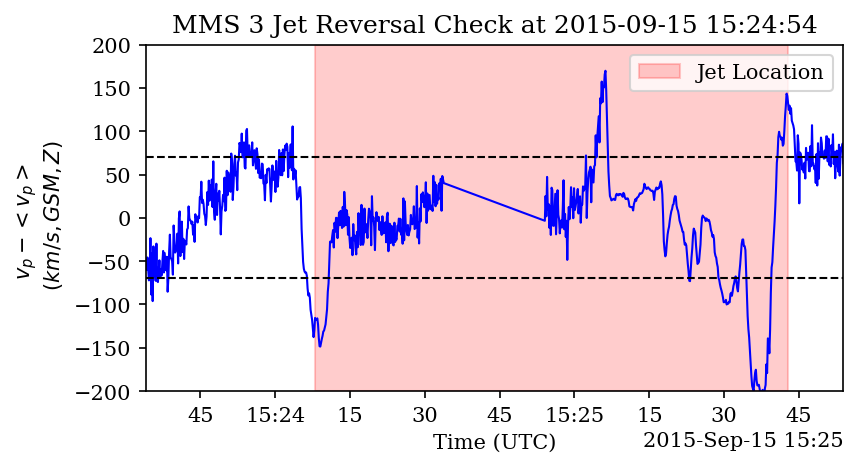 MMS 3 Jet Reversal Check at 2015-09-15 15:24:54
Jet Location
200
150
100
50
0
−50
−100
−150
−200
v_p − < v_p >
(km/s, GSM, Z)
45 15:24 15 30 45 15:25 15 30 45
Time (UTC)
2015-Sep-15 15:25